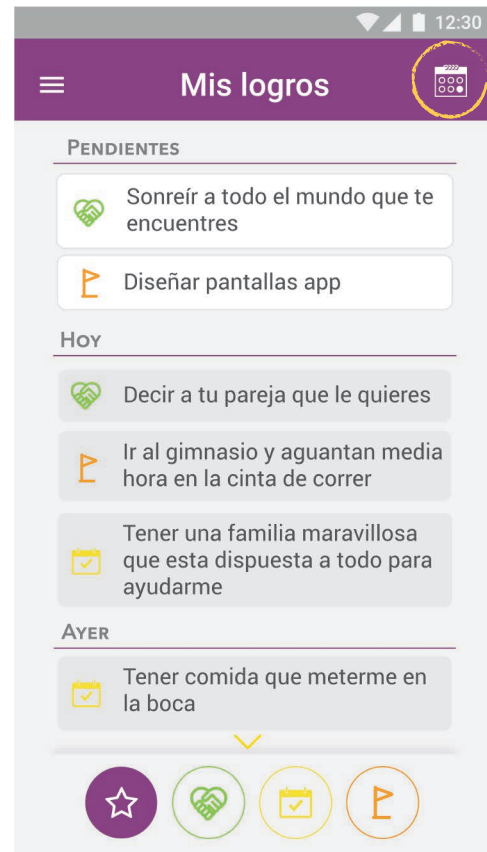 12:30
Mis logros
PENDIENTES
Sonreír a todo el mundo que te
encuentres
Diseñar pantallas app
HOY
Decir a tu pareja que le quieres
Ir al gimnasio y aguantan media
hora en la cinta de correr
Tener una familia maravillosa
que esta dispuesta a todo para
ayudarme
AYER
Tener comida que meterme en
la boca